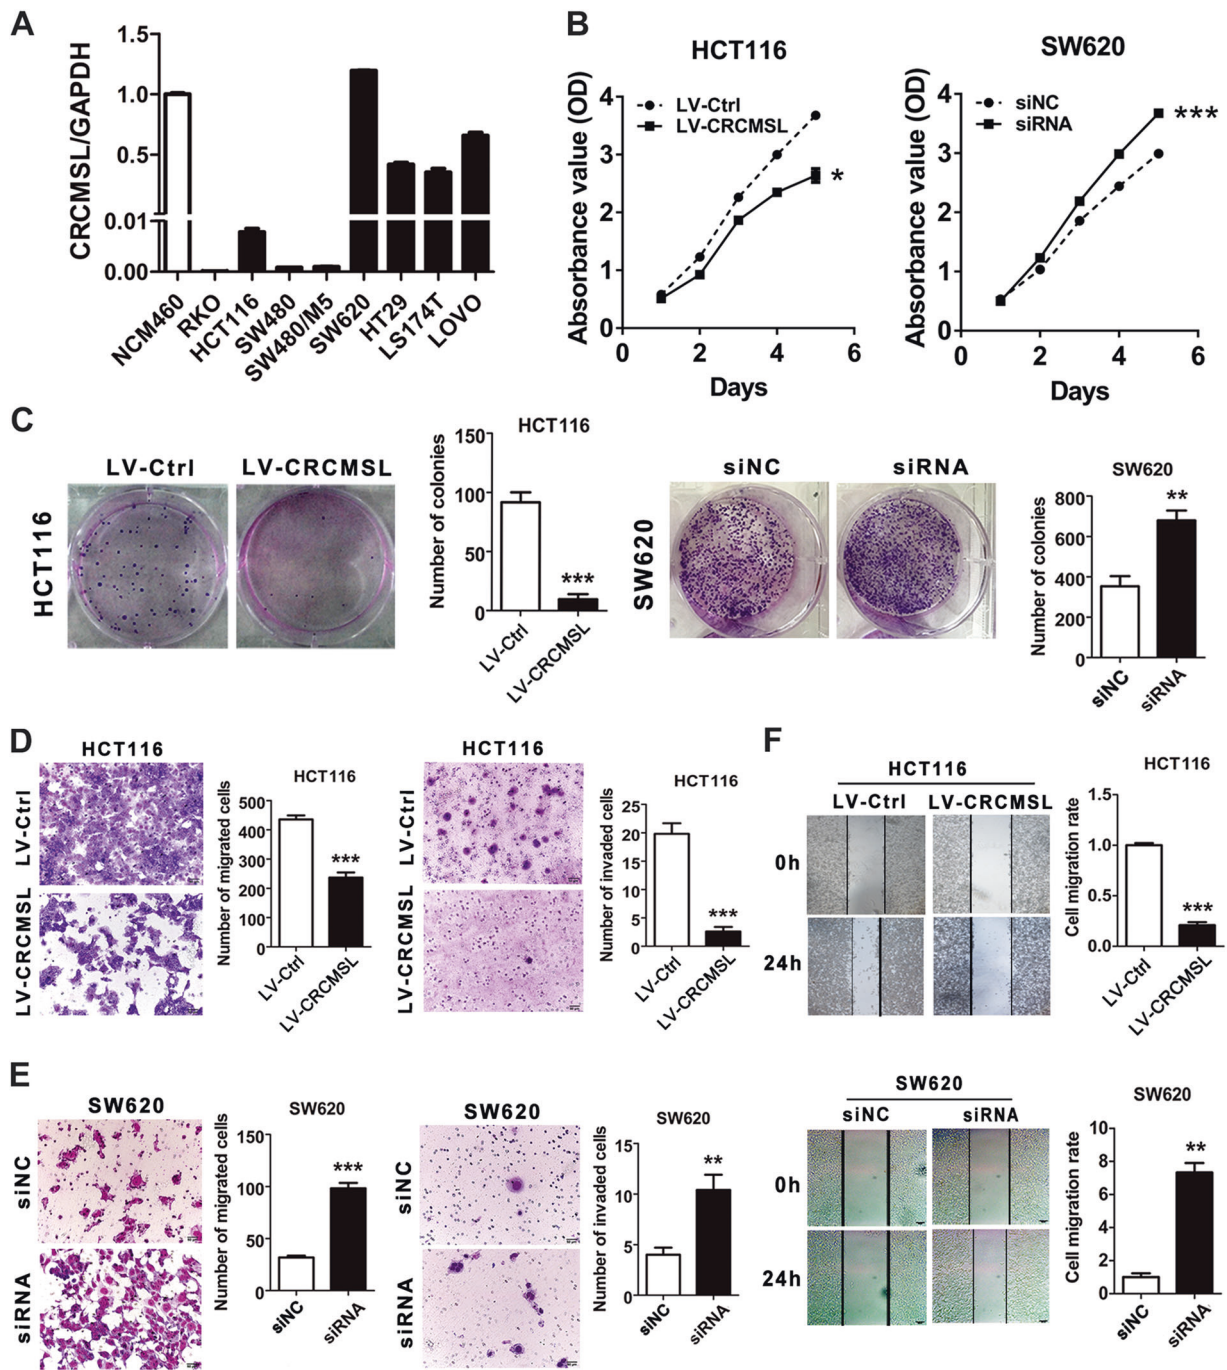 A
CRCMSL/GAPDH
1.5
1.0
0.5
0.01
0.00
NCM460
RKO
HCT116
SW480
SW480/M5
SW620
HT29
LS174T
LOVO
B
HCT116
Absorbance value (OD)
4
3
2
1
0
LV-Ctrl
LV-CRCMSL
*
0 2 4 6
Days
SW620
Absorbance value (OD)
4
3
2
1
0
siNC
siRNA
***
0 2 4 6
Days
C
HCT116
LV-Ctrl LV-CRCMSL
HCT116
Number of colonies
150
100
50
0
***
LV-Ctrl
LV-CRCMSL
SW620
siNC siRNA
SW620
Number of colonies
800
600
400
200
0
**
siNC
siRNA
D
HCT116
LV-Ctrl
LV-CRCMSL
HCT116
Number of migrated cells
500
400
300
200
100
0
***
LV-Ctrl
LV-CRCMSL
HCT116
LV-Ctrl
LV-CRCMSL
HCT116
Number of invaded cells
25
20
15
10
5
0
***
LV-Ctrl
LV-CRCMSL
E
SW620
siNC
siRNA
SW620
Number of migrated cells
150
100
50
0
***
siNC
siRNA
SW620
siNC
siRNA
SW620
Number of invaded cells
15
10
5
0
**
siNC
siRNA
F
HCT116
LV-Ctrl LV-CRCMSL
0h
24h
HCT116
Cell migration rate
1.5
1.0
0.5
0.0
***
LV-Ctrl
LV-CRCMSL
SW620
siNC siRNA
0h
24h
SW620
Cell migration rate
10
8
6
4
2
0
**
siNC
siRNA